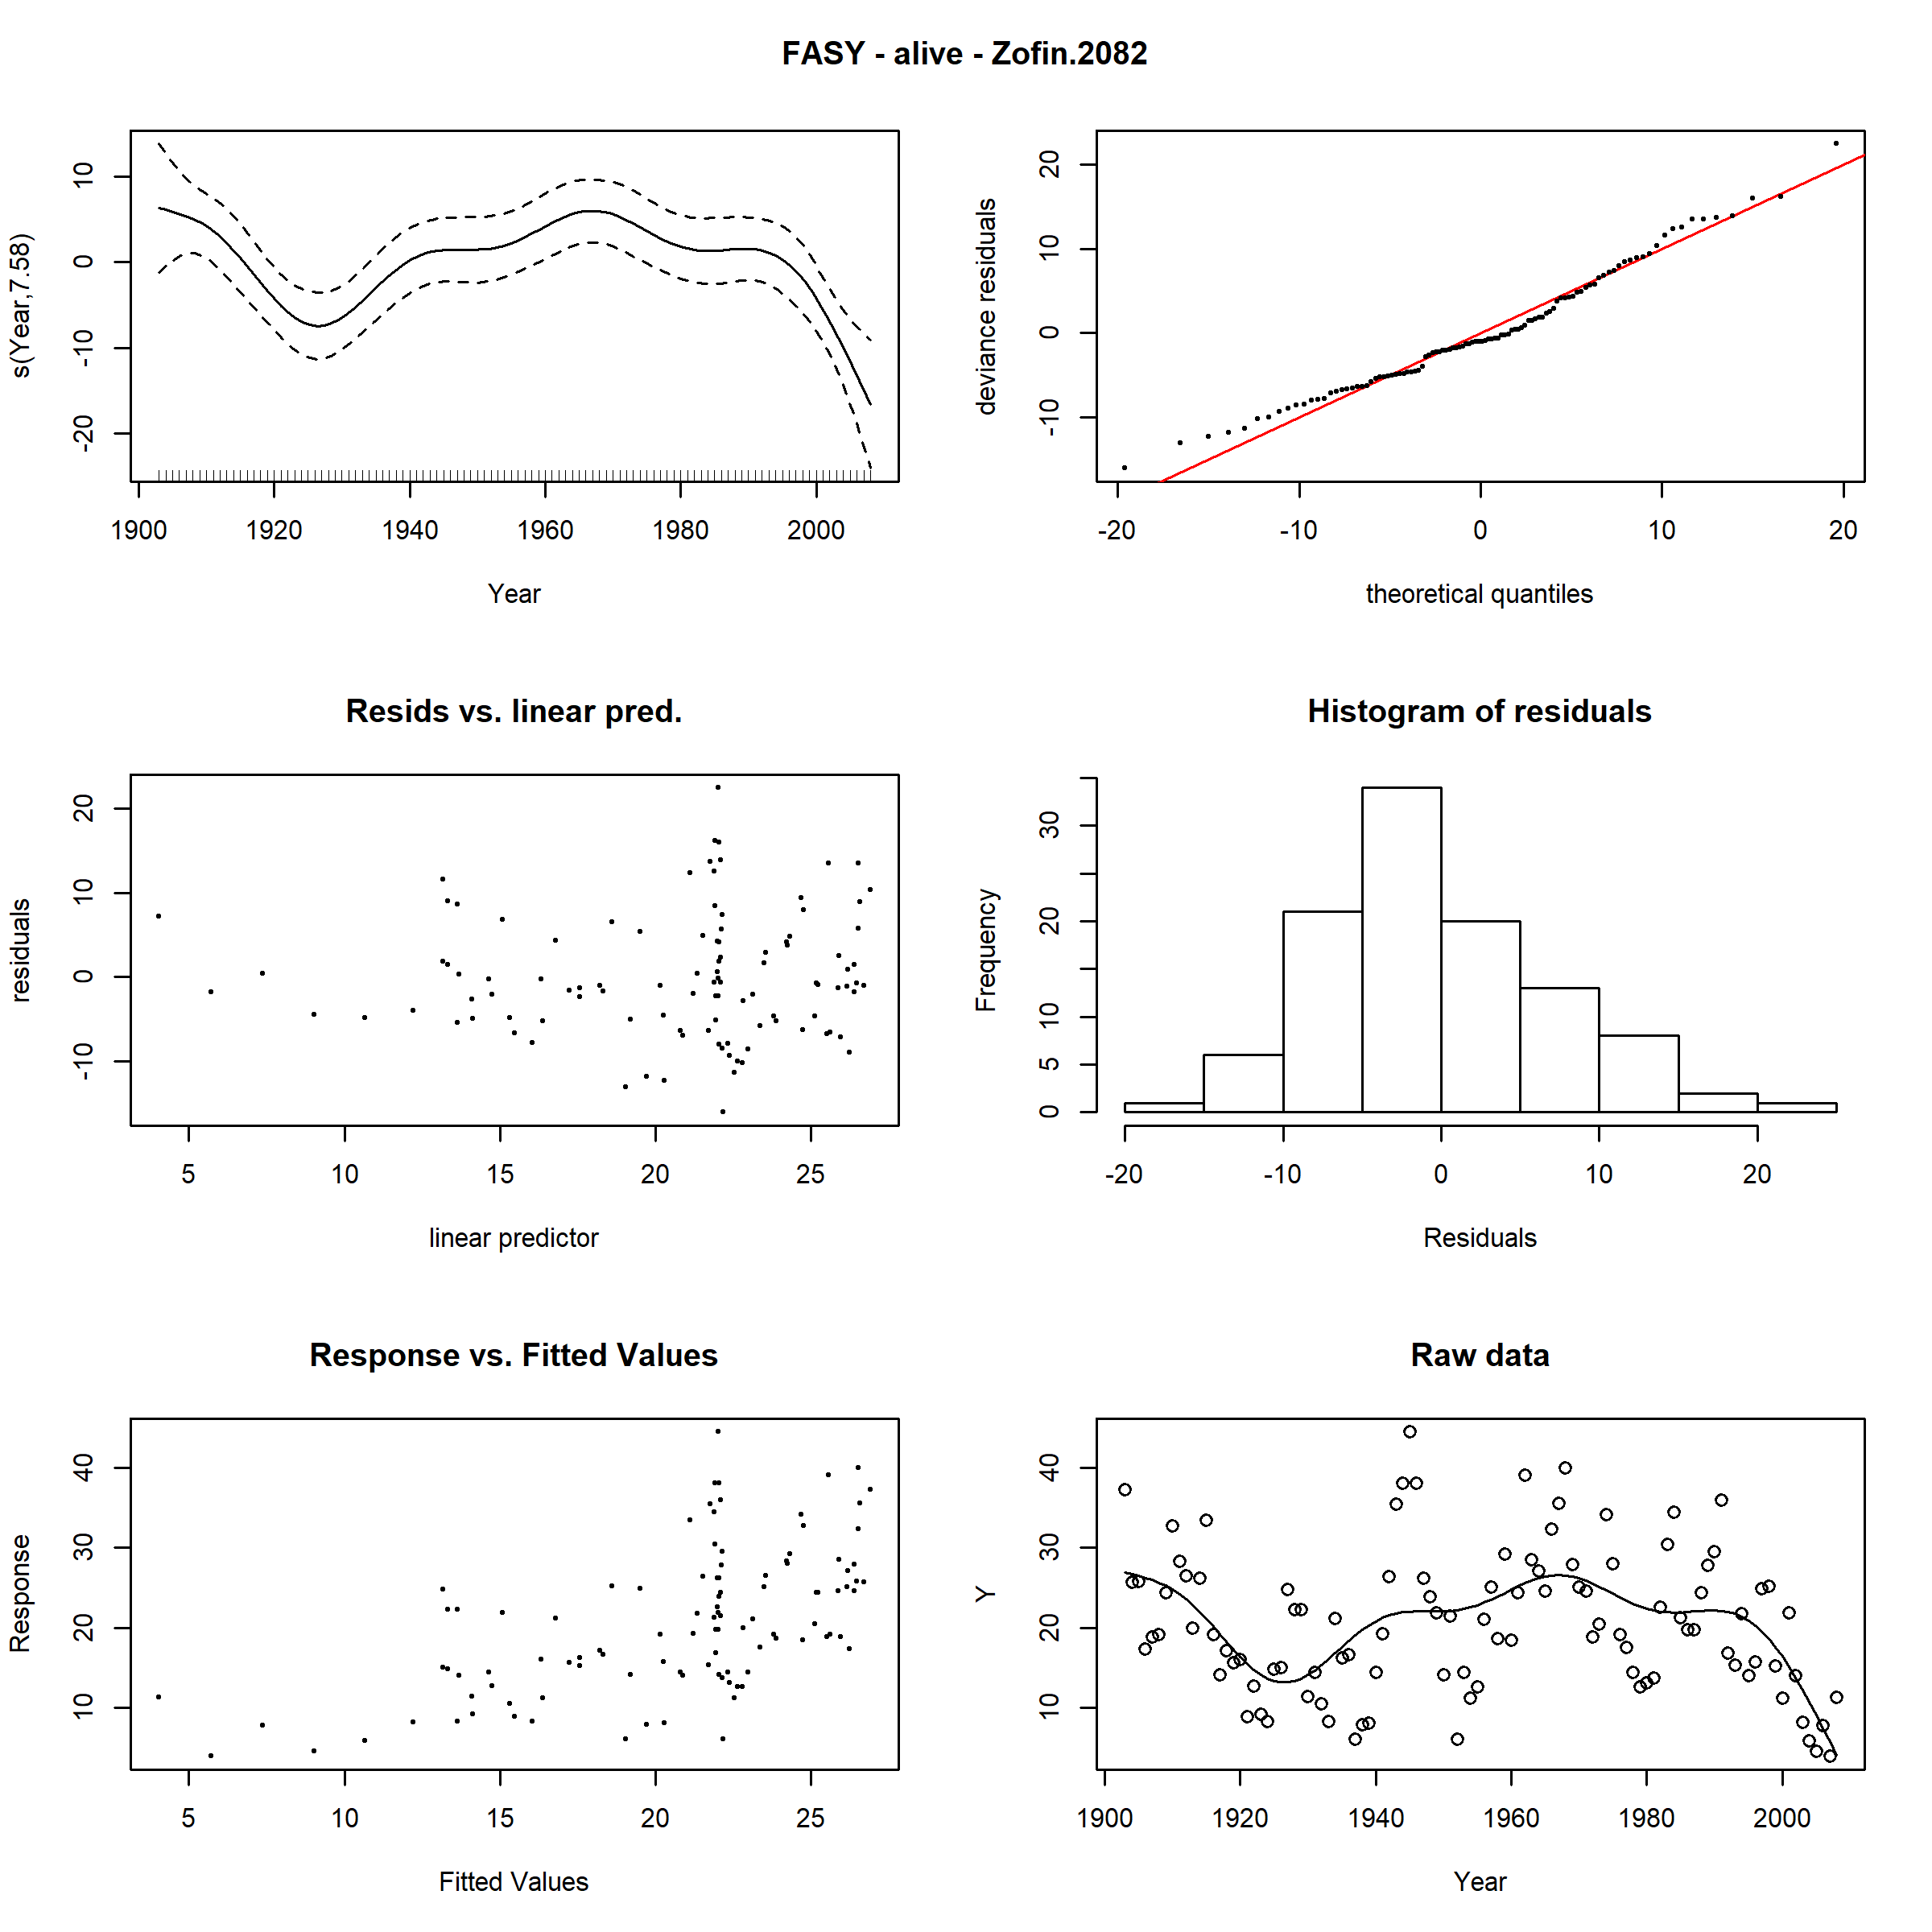 FASY - alive - Zofin.2082
s(Year,7.58)
10
0
-10
-20
1900 1920 1940 1960 1980 2000
Year
deviance residuals
20
10
0
-10
-20 -10 0 10 20
theoretical quantiles
Resids vs. linear pred.
residuals
20
10
0
-10
5 10 15 20 25
linear predictor
Histogram of residuals
Frequency
30
20
10
5
0
-20 -10 0 10 20
Residuals
Response vs. Fitted Values
Response
40
30
20
10
5 10 15 20 25
Fitted Values
Raw data
Y
40
30
20
10
1900 1920 1940 1960 1980 2000
Year